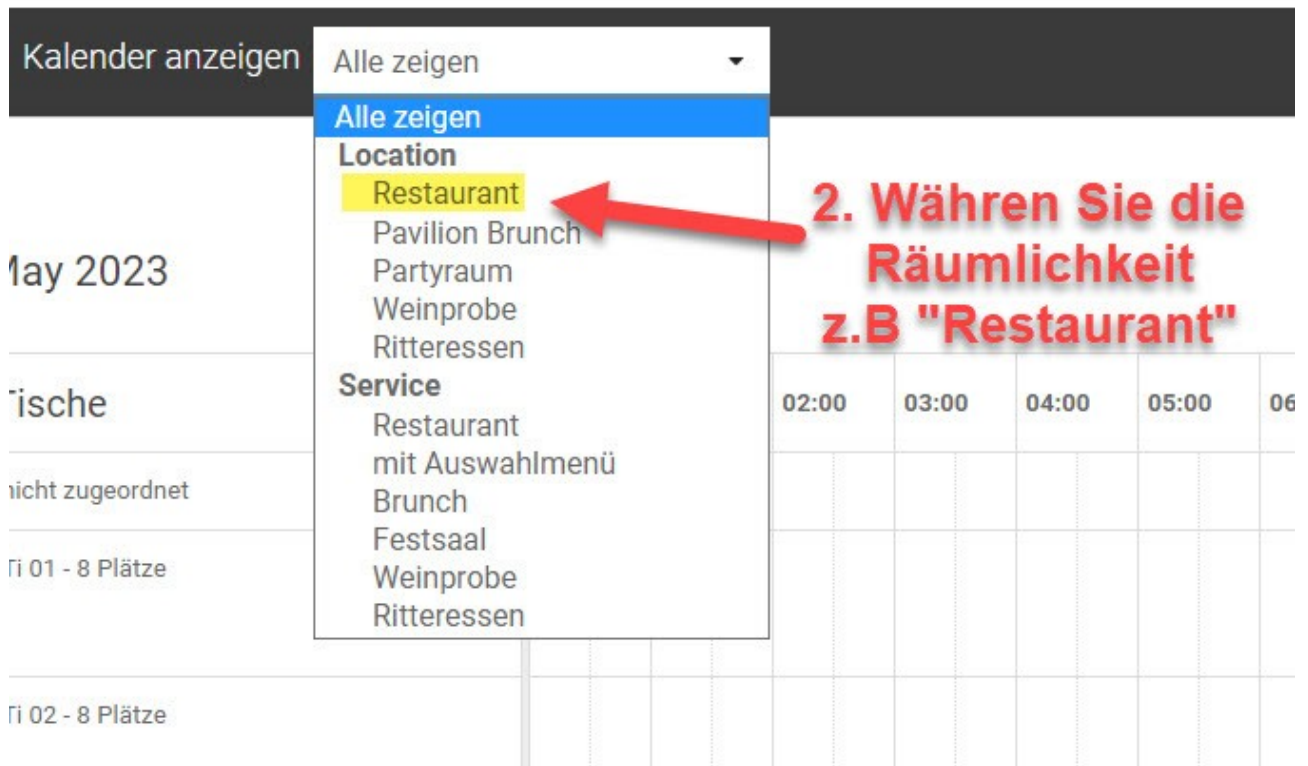 Kalender anzeigen Alle zeigen
Alle zeigen
Location
Restaurant
Pavilion Brunch
Partyraum
Weinprobe
Ritteressen
Service
Restaurant
mit Auswahlmenü
Brunch
Festsaal
Weinprobe
Ritteressen
2. Währen Sie die
Räumlichkeit
z.B "Restaurant"
2023
02:00 03:00 04:00 05:00 06
nicht zugeordnet
Ti 01 - 8 Plätze
Ti 02 - 8 Plätze